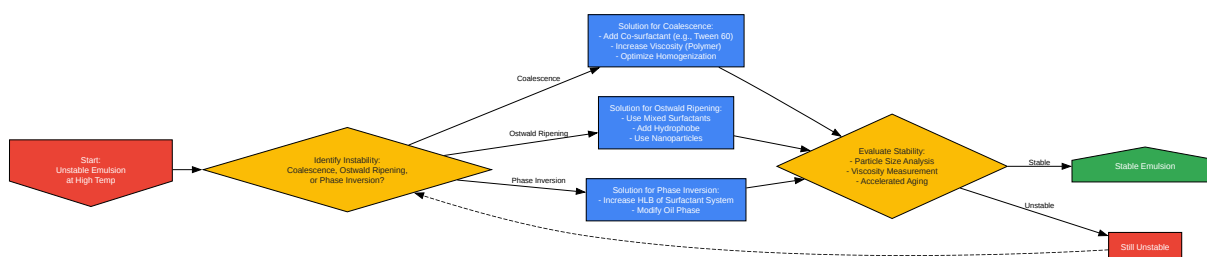 Start:
Unstable Emulsion
at High Temp
Identify Instability:
Coalescence, Ostwald Ripening,
or Phase Inversion?
Coalescence
Ostwald Ripening
Phase Inversion
Solution for Coalescence:
- Add Co-surfactant (e.g., Tween 60)
- Increase Viscosity (Polymer)
- Optimize Homogenization
Solution for Ostwald Ripening:
- Use Mixed Surfactants
- Add Hydrophobe
- Use Nanoparticles
Solution for Phase Inversion:
- Increase HLB of Surfactant System
- Modify Oil Phase
Evaluate Stability:
- Particle Size Analysis
- Viscosity Measurement
- Accelerated Aging
Stable
Unstable
Stable Emulsion
Still Unstable